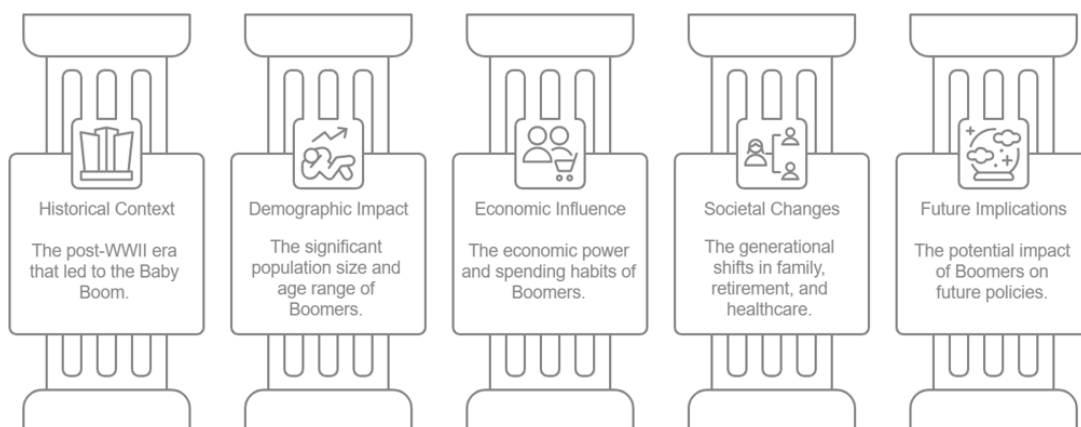 Historical Context
The post-WWII era
that led to the Baby
Boom.
Demographic Impact
The significant
population size and
age range of
Boomers.
Economic Influence
The economic power
and spending habits of
Boomers.
Societal Changes
The generational
shifts in family,
retirement, and
healthcare.
Future Implications
The potential impact
of Boomers on
future policies.